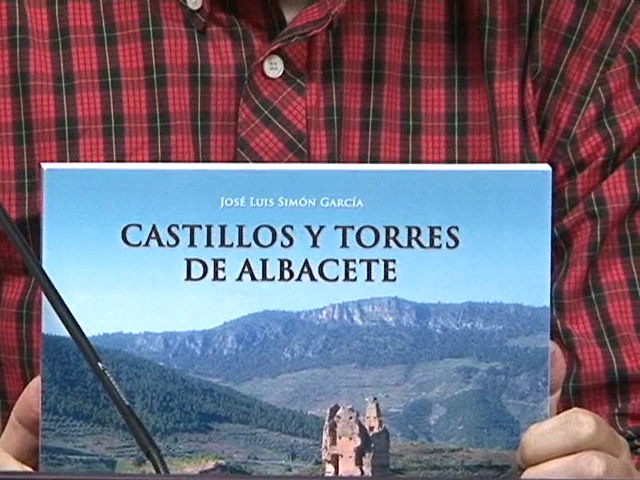 JOSÉ LUIS SIMÓN GARCÍA
CASTILLOS Y TORRES
DE ALBACETE